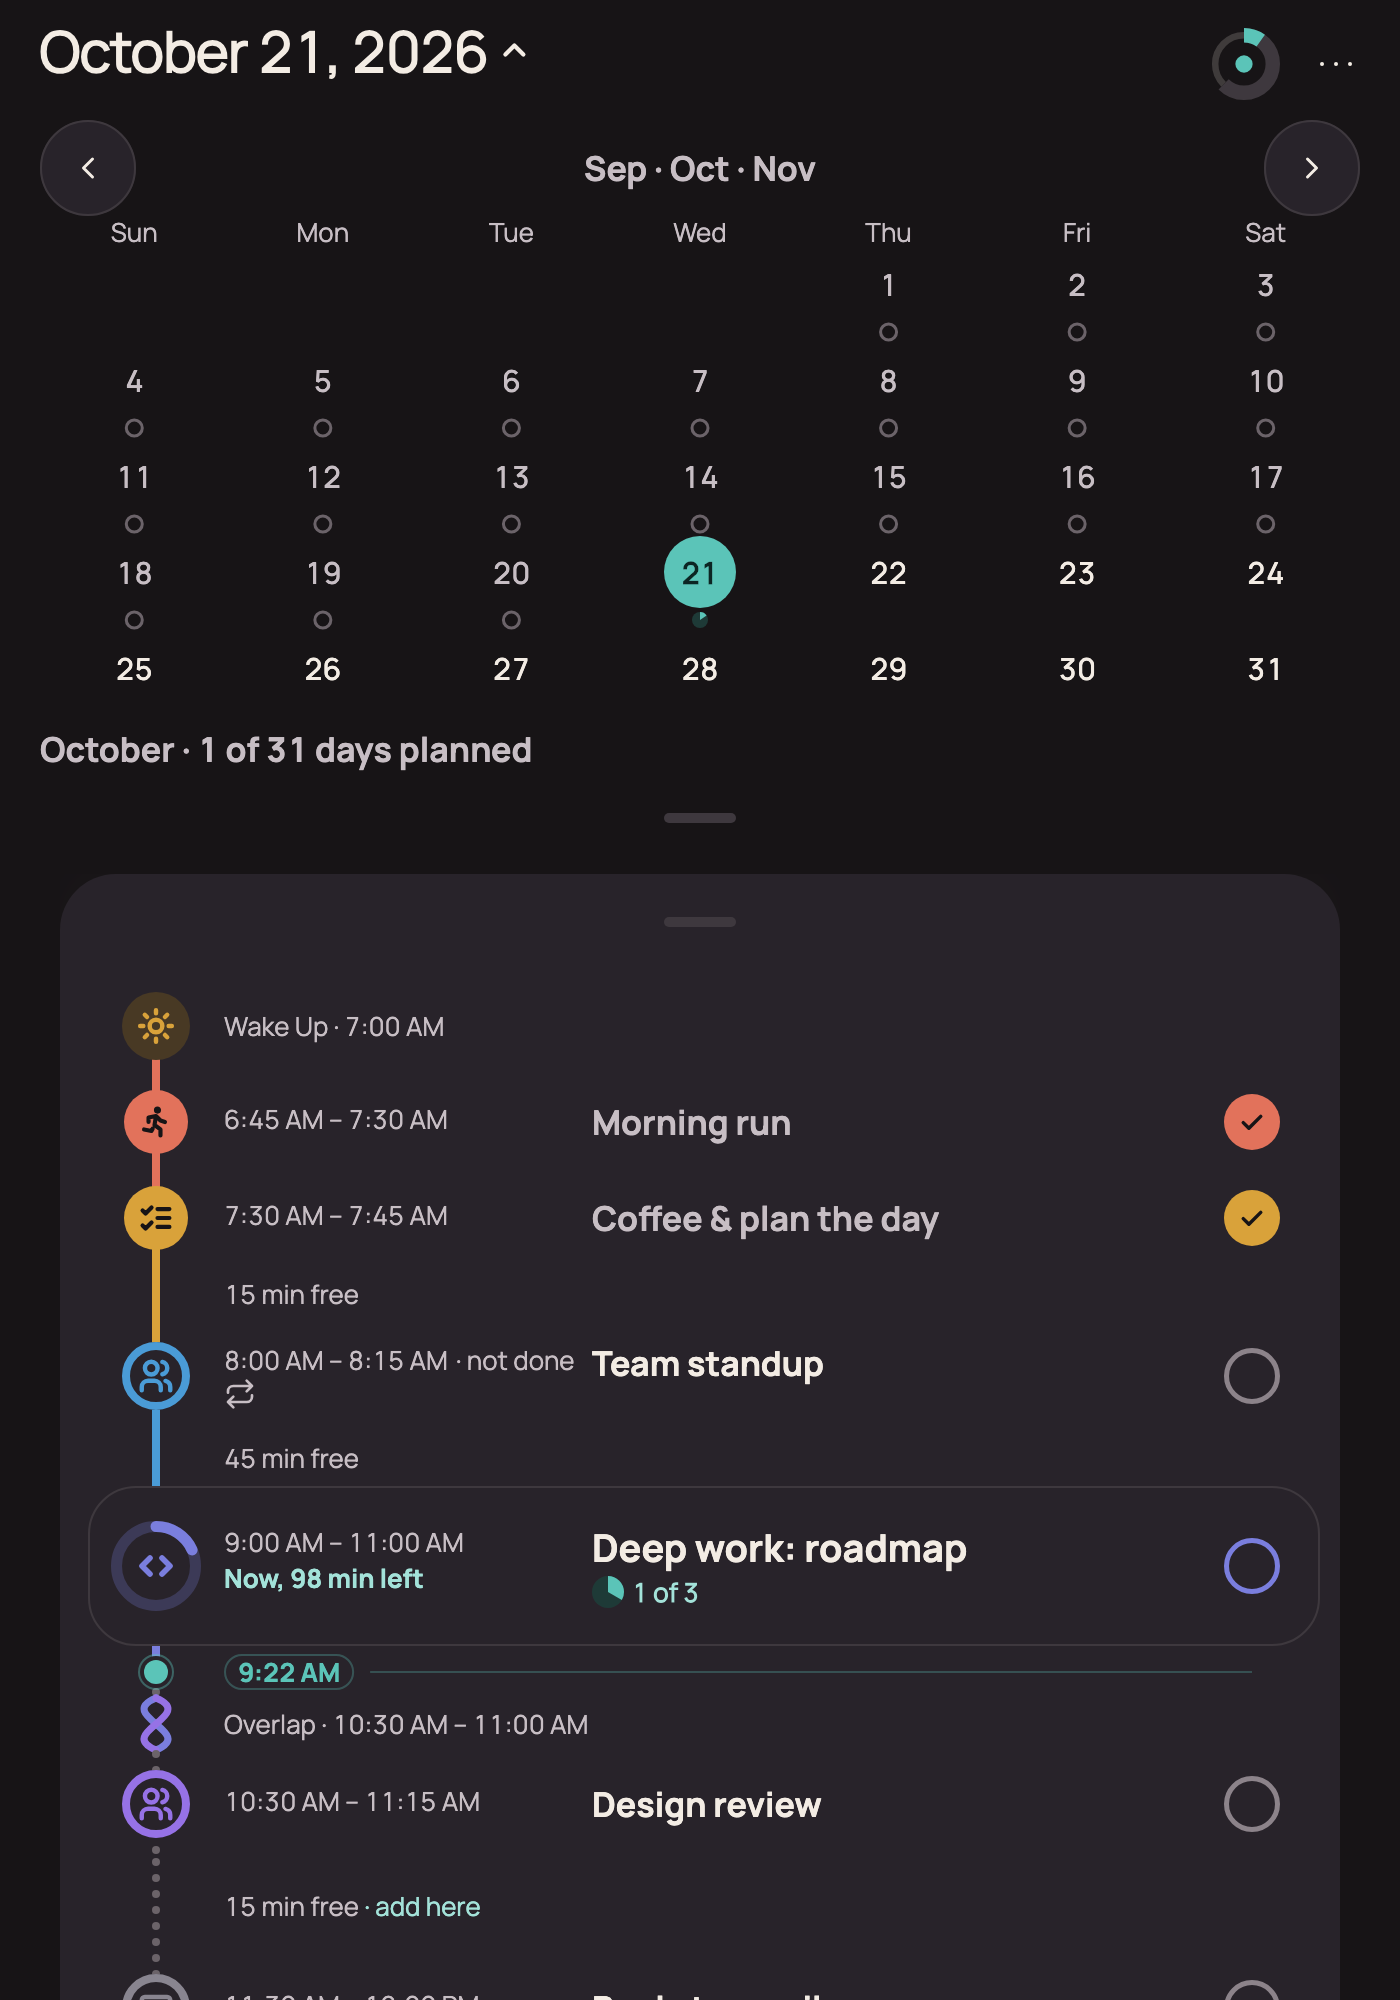 October 21, 2026
Sep · Oct · Nov
Sun Mon Tue Wed Thu Fri Sat
1 2 3
4 5 6 7 8 9 10
11 12 13 14 15 16 17
18 19 20 21 22 23 24
25 26 27 28 29 30 31
October · 1 of 31 days planned
Wake Up · 7:00 AM
6:45 AM – 7:30 AM Morning run
7:30 AM – 7:45 AM Coffee & plan the day
15 min free
8:00 AM – 8:15 AM · not done Team standup
45 min free
9:00 AM – 11:00 AM Deep work: roadmap
Now, 98 min left 1 of 3
9:22 AM
Overlap · 10:30 AM – 11:00 AM
10:30 AM – 11:15 AM Design review
15 min free · add here